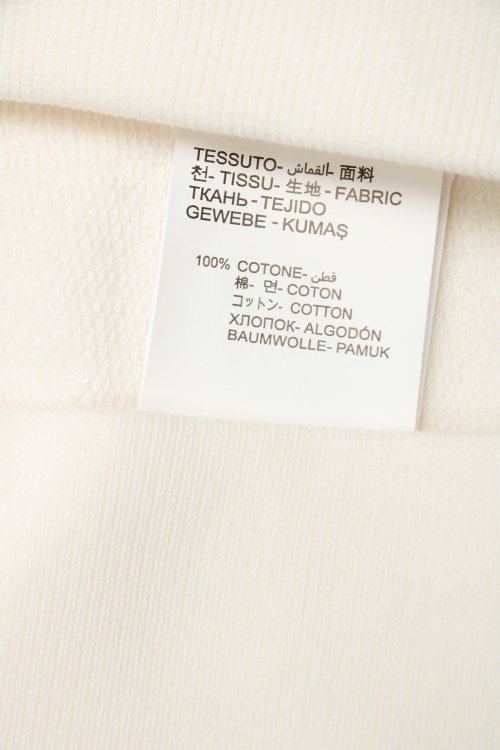 TESSUTO- القماش- 面料
천- TISSU- 生地 - FABRIC
ТКАНЬ - TEJIDO
GEWEBE - KUMAŞ
100% COTONE- قطن
棉- 면- COTON
コットン- COTTON
ХЛОПОК- ALGODÓN
BAUMWOLLE- PAMUK